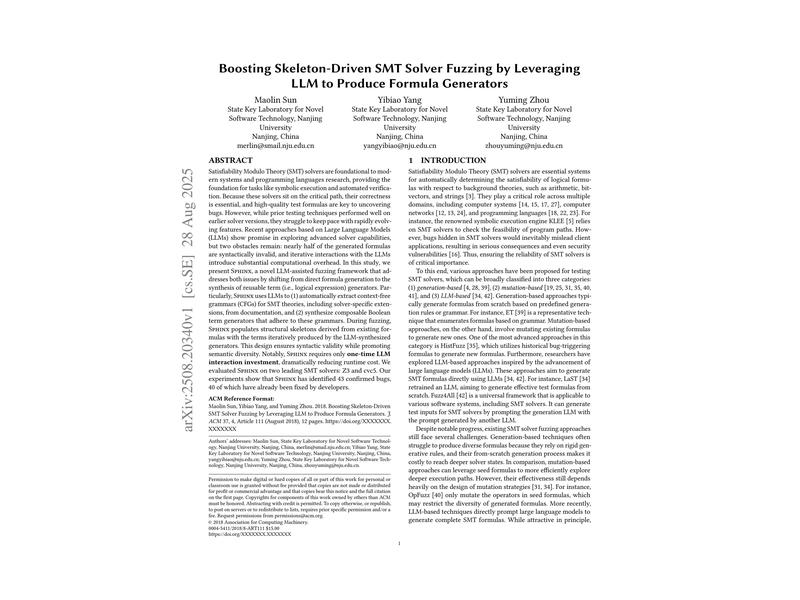 Boosting Skeleton-Driven SMT Solver Fuzzing by Leveraging
LLM to Produce Formula Generators
Maolin Sun
State Key Laboratory for Novel
Software Technology, Nanjing
University
Nanjing, China
merlin@smail.nju.edu.cn
Yibiao Yang
State Key Laboratory for Novel
Software Technology, Nanjing
University
Nanjing, China
yangyibiao@nju.edu.cn
Yuming Zhou
State Key Laboratory for Novel
Software Technology, Nanjing
University
Nanjing, China
zhouyuming@nju.edu.cn
arXiv:2508.20340v1 [cs.SE] 28 Aug 2025
ABSTRACT
Satisfiability Modulo Theory (SMT) solvers are foundational to mod-
ern systems and programming languages research, providing the
foundation for tasks like symbolic execution and automated verifica-
tion. Because these solvers sit on the critical path, their correctness
is essential, and high-quality test formulas are key to uncovering
bugs. However, while prior testing techniques performed well on
earlier solver versions, they struggle to keep pace with rapidly evolv-
ing features. Recent approaches based on Large Language Models
(LLMs) show promise in exploring advanced solver capabilities,
but two obstacles remain: nearly half of the generated formulas
are syntactically invalid, and iterative interactions with the LLMs
introduce substantial computational overhead. In this study, we
present SPHINX, a novel LLM-assisted fuzzing framework that ad-
dresses both issues by shifting from direct formula generation to
the synthesis of reusable term (i.e., logical expression) generators.
Particularly, SPHINX uses LLMs to (1) automatically extract context-free
grammars (CFGs) for SMT theories, including solver-specific exten-
sions, from documentation, and (2) synthesize composable Boolean
term generators that adhere to these grammars. During fuzzing,
SPHINX populates structural skeletons derived from existing for-
mulas with the terms iteratively produced by the LLM-synthesized
generators. This design ensures syntactic validity while promoting
semantic diversity. Notably, SPHINX requires only one-time LLM
interaction investment, dramatically reducing runtime cost. We
evaluated SPHINX on two leading SMT solvers: Z3 and cvc5. Our
experiments show that SPHINX has identified 43 confirmed bugs,
40 of which have already been fixed by developers.
ACM Reference Format:
Maolin Sun, Yibiao Yang, and Yuming Zhou. 2018. Boosting Skeleton-Driven
SMT Solver Fuzzing by Leveraging LLM to Produce Formula Generators. J.
ACM 37, 4, Article 111 (August 2018), 12 pages. https://doi.org/XXXXXXX.
XXXXXXX
Authors' addresses: Maolin Sun, State Key Laboratory for Novel Software Technol-
ogy, Nanjing University, Nanjing, China, merlin@smail.nju.edu.cn; Yibiao Yang, State
Key Laboratory for Novel Software Technology, Nanjing University, Nanjing, China,
yangyibiao@nju.edu.cn; Yuming Zhou, State Key Laboratory for Novel Software Tech-
nology, Nanjing University, Nanjing, China, zhouyuming@nju.edu.cn.
Permission to make digital or hard copies of all or part of this work for personal or
classroom use is granted without fee provided that copies are not made or distributed
for profit or commercial advantage and that copies bear this notice and the full citation
on the first page. Copyrights for components of this work owned by others than ACM
must be honored. Abstracting with credit is permitted. To copy otherwise, or republish,
to post on servers or to redistribute to lists, requires prior specific permission and/or a
fee. Request permissions from permissions@acm.org.
© 2018 Association for Computing Machinery.
0004-5411/2018/8-ART111 $15.00
https://doi.org/XXXXXXX.XXXXXXX
1 INTRODUCTION
Satisfiability Modulo Theory (SMT) solvers are essential systems
for automatically determining the satisfiability of logical formu-
las with respect to background theories, such as arithmetic, bit-
vectors, and strings [3]. They play a critical role across multiple
domains, including computer systems [14, 15, 17, 27], computer
networks [12, 13, 24], and programming languages [18, 22, 23]. For
instance, the renowned symbolic execution engine KLEE [5] relies
on SMT solvers to check the feasibility of program paths. How-
ever, bugs hidden in SMT solvers would inevitably mislead client
applications, resulting in serious consequences and even security
vulnerabilities [16]. Thus, ensuring the reliability of SMT solvers is
of critical importance.
To this end, various approaches have been proposed for testing
SMT solvers, which can be broadly classified into three categories:
(1) generation-based [4, 28, 39], (2) mutation-based [19, 25, 31, 35, 40,
41], and (3) LLM-based [34, 42]. Generation-based approaches typi-
cally generate formulas from scratch based on predefined genera-
tion rules or grammar. For instance, ET [39] is a representative tech-
nique that enumerates formulas based on grammar. Mutation-based
approaches, on the other hand, involve mutating existing formulas
to generate new ones. One of the most advanced approaches in this
category is HistFuzz [35], which utilizes historical bug-triggering
formulas to generate new formulas. Furthermore, researchers have
explored LLM-based approaches inspired by the advancement of
large language models (LLMs). These approaches aim to generate
SMT formulas directly using LLMs [34, 42]. For instance, LaST [34]
retrained an LLM, aiming to generate effective test formulas from
scratch. Fuzz4All [42] is a universal framework that is applicable to
various software systems, including SMT solvers. It can generate
test inputs for SMT solvers by prompting the generation LLM with
the prompt generated by another LLM.
Despite notable progress, existing SMT solver fuzzing approaches
still face several challenges. Generation-based techniques often
struggle to produce diverse formulas because they rely on rigid gen-
erative rules, and their from-scratch generation process makes it
costly to reach deeper solver states. In comparison, mutation-based
approaches can leverage seed formulas to more efficiently explore
deeper execution paths. However, their effectiveness still depends
heavily on the design of mutation strategies [31, 34]. For instance,
OpFuzz [40] only mutate the operators in seed formulas, which
may restrict the diversity of generated formulas. More recently,
LLM-based techniques directly prompt large language models to
generate complete SMT formulas. While attractive in principle,
1